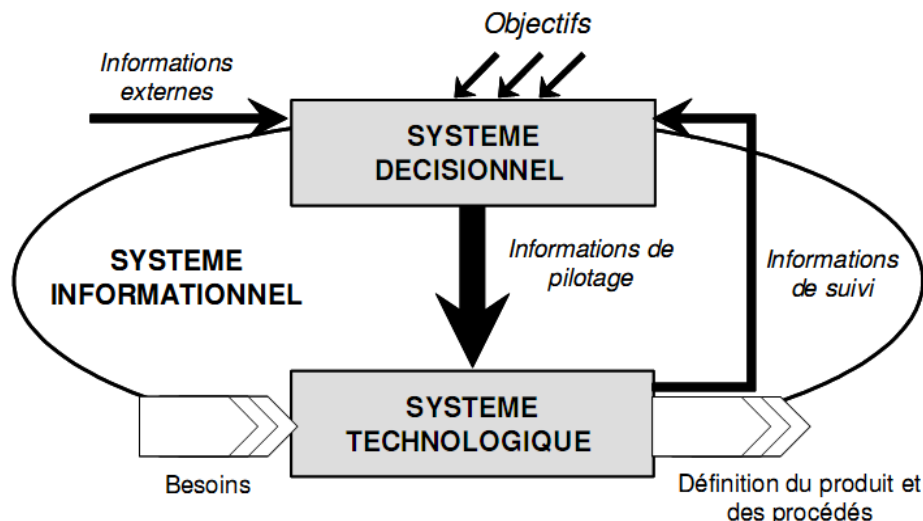 Objectifs
Informations
externes
SYSTEME
DECISIONNEL
SYSTEME
INFORMATIONNEL
Informations de
pilotage
Informations
de suivi
SYSTEME
TECHNOLOGIQUE
Besoins
Définition du produit et
des procédés